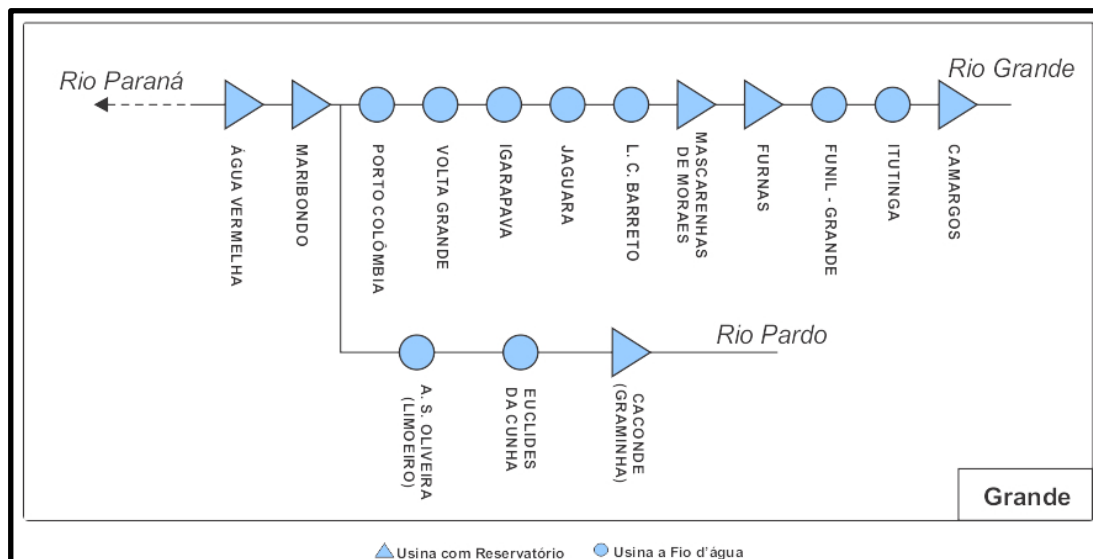 Rio Paraná
Rio Grande
ÁGUA VERMELHA
MARIBONDO
PORTO COLÔMBIA
VOLTA GRANDE
IGARAPAVA
JAGUARA
L. C. BARRETO
MASCARENHAS
DE MORAES
FURNAS
FUNIL - GRANDE
ITUTINGA
CAMARGOS
Rio Pardo
A. S. OLIVEIRA
(LIMOEIRO)
EUCLIDES
DA CUNHA
CACONDE
(GRAMINHA)
Grande
Usina com Reservatório
Usina a Fio d'água